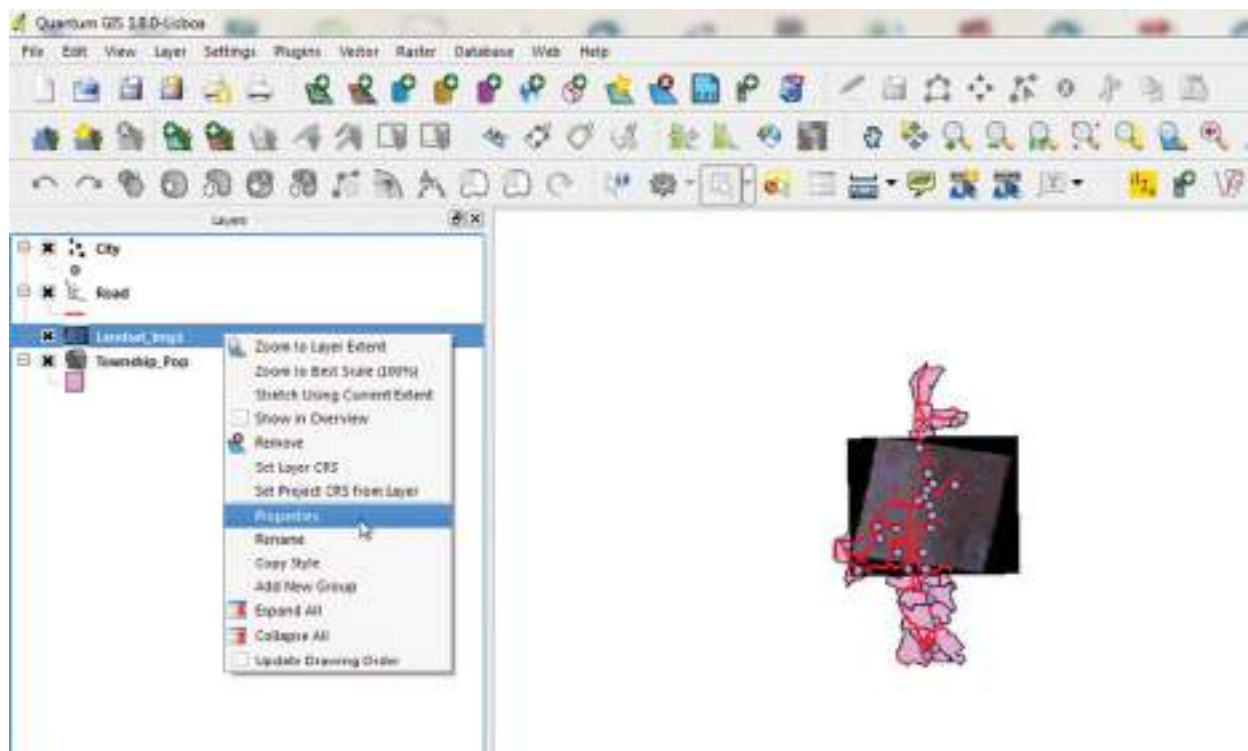 Quantum GIS 1.8.0-Lisboa
File Edit View Layer Settings Plugins Vector Raster Database Web Help
Layers
City
Road
Township_Pop
Zoom to Layer Extent
Zoom to Best Scale (100%)
Stretch Using Current Extent
Show in Overview
Remove
Set Layer CRS
Set Project CRS from Layer
Properties
Rename
Copy Style
Add New Group
Expand All
Collapse All
Update Drawing Order